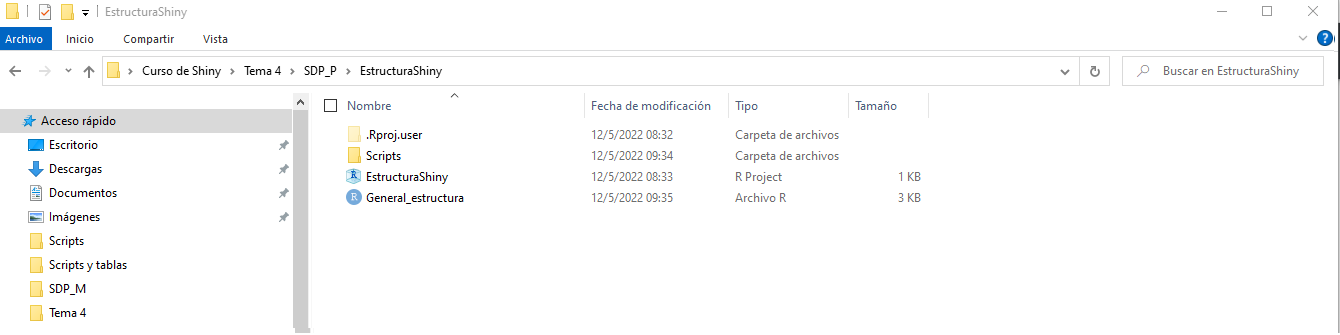 EstructuraShiny
Archivo Inicio Compartir Vista
Curso de Shiny Tema 4 SDP_P EstructuraShiny Buscar en EstructuraShiny
Nombre Fecha de modificación Tipo Tamaño
Acceso rápido
Escritorio .Rproj.user 12/5/2022 08:32 Carpeta de archivos
Descargas Scripts 12/5/2022 09:34 Carpeta de archivos
Documentos EstructuraShiny 12/5/2022 08:33 R Project 1 KB
Imágenes General_estructura 12/5/2022 09:35 Archivo R 3 KB
Scripts
Scripts y tablas
SDP_M
Tema 4